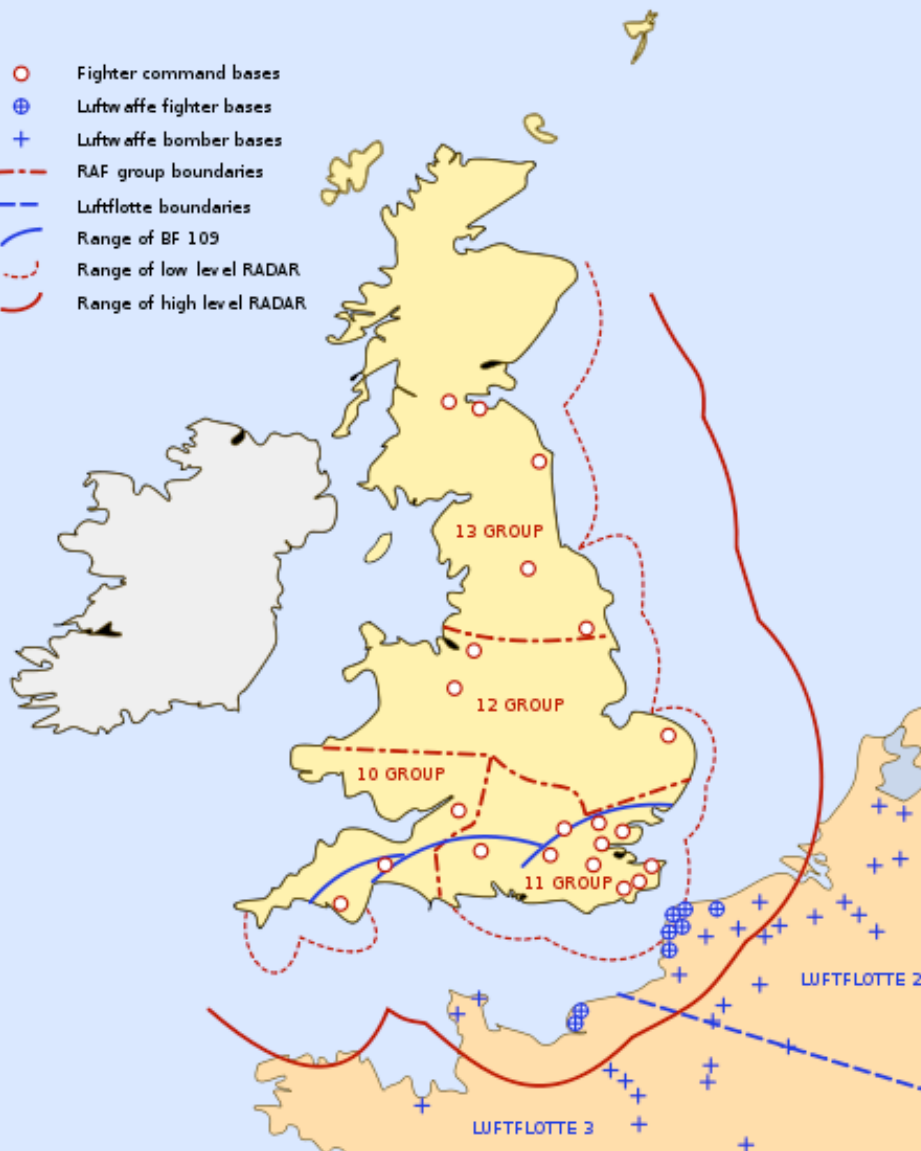 Fighter command bases
Luftwaffe fighter bases
Luftwaffe bomber bases
RAF group boundaries
Luftflotte boundaries
Range of BF 109
Range of low level RADAR
Range of high level RADAR
13 GROUP
12 GROUP
10 GROUP
11 GROUP
LUFTFLOTTE 2
LUFTFLOTTE 3